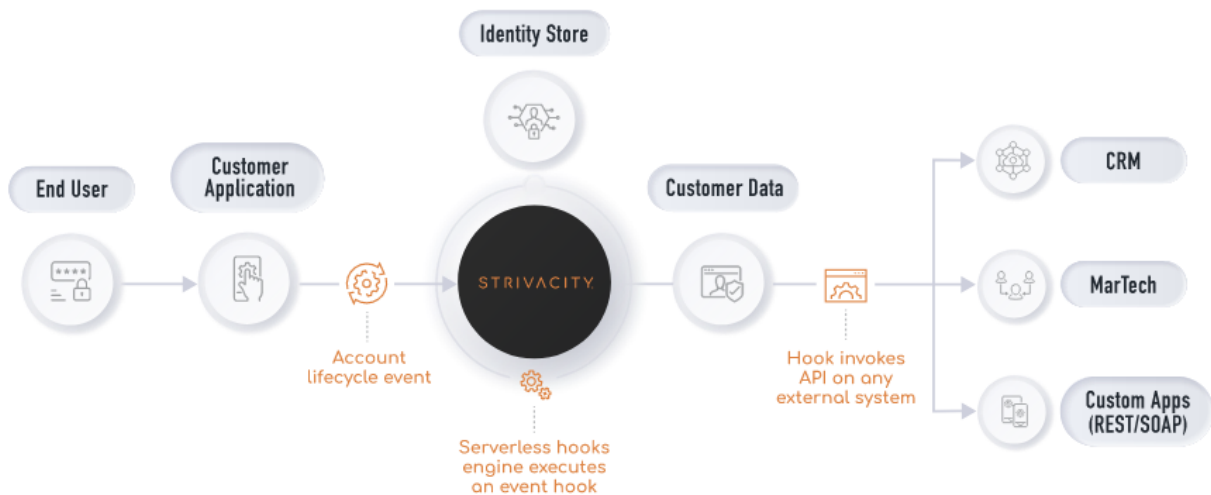 Identity Store
End User
Customer
Application
Customer Data
CRM
****
STRIVACITY
MarTech
Account
lifecycle event
Hook invokes
API on any
external system
Custom Apps
(REST/SOAP)
Serverless hooks
engine executes
an event hook